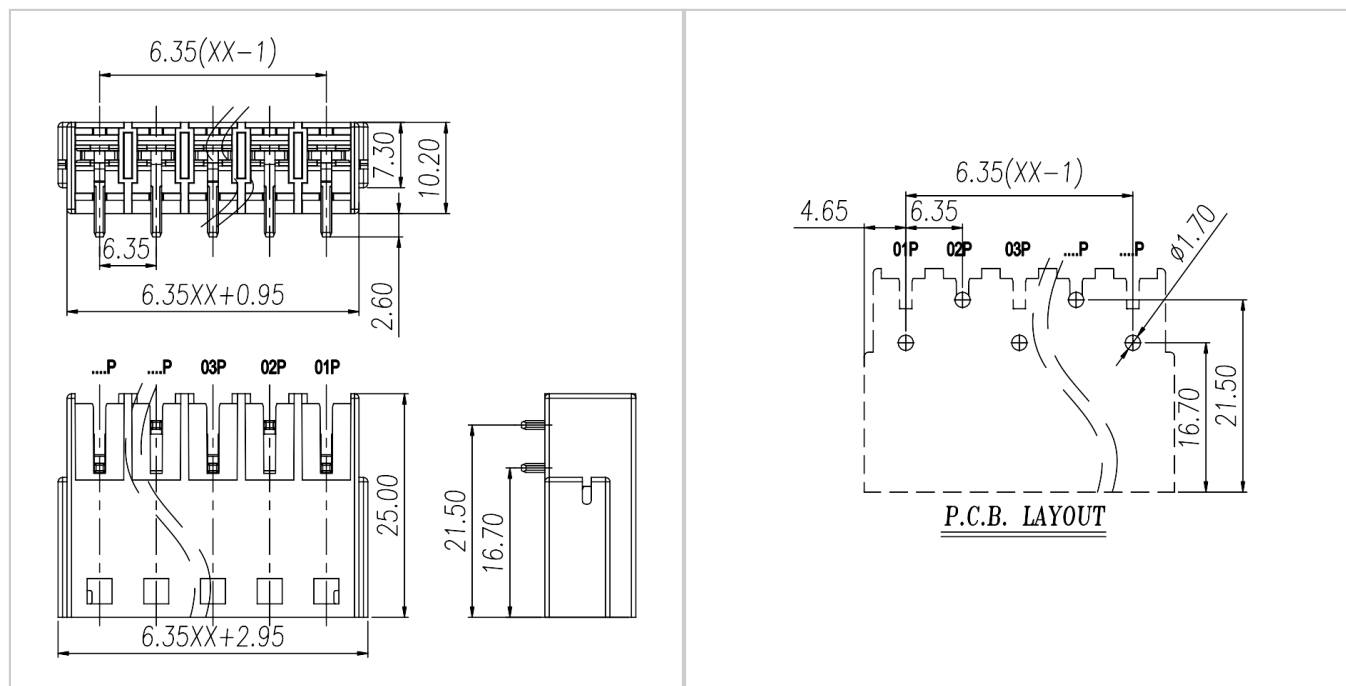 6.35(XX-1)
7.30
10.20
6.35
6.35XX+0.95
2.60
....P ....P 03P 02P 01P
25.00
21.50
16.70
6.35XX+2.95
6.35(XX-1)
4.65 6.35
ø1.70
01P 02P 03P ....P ....P
16.70
21.50
P.C.B. LAYOUT